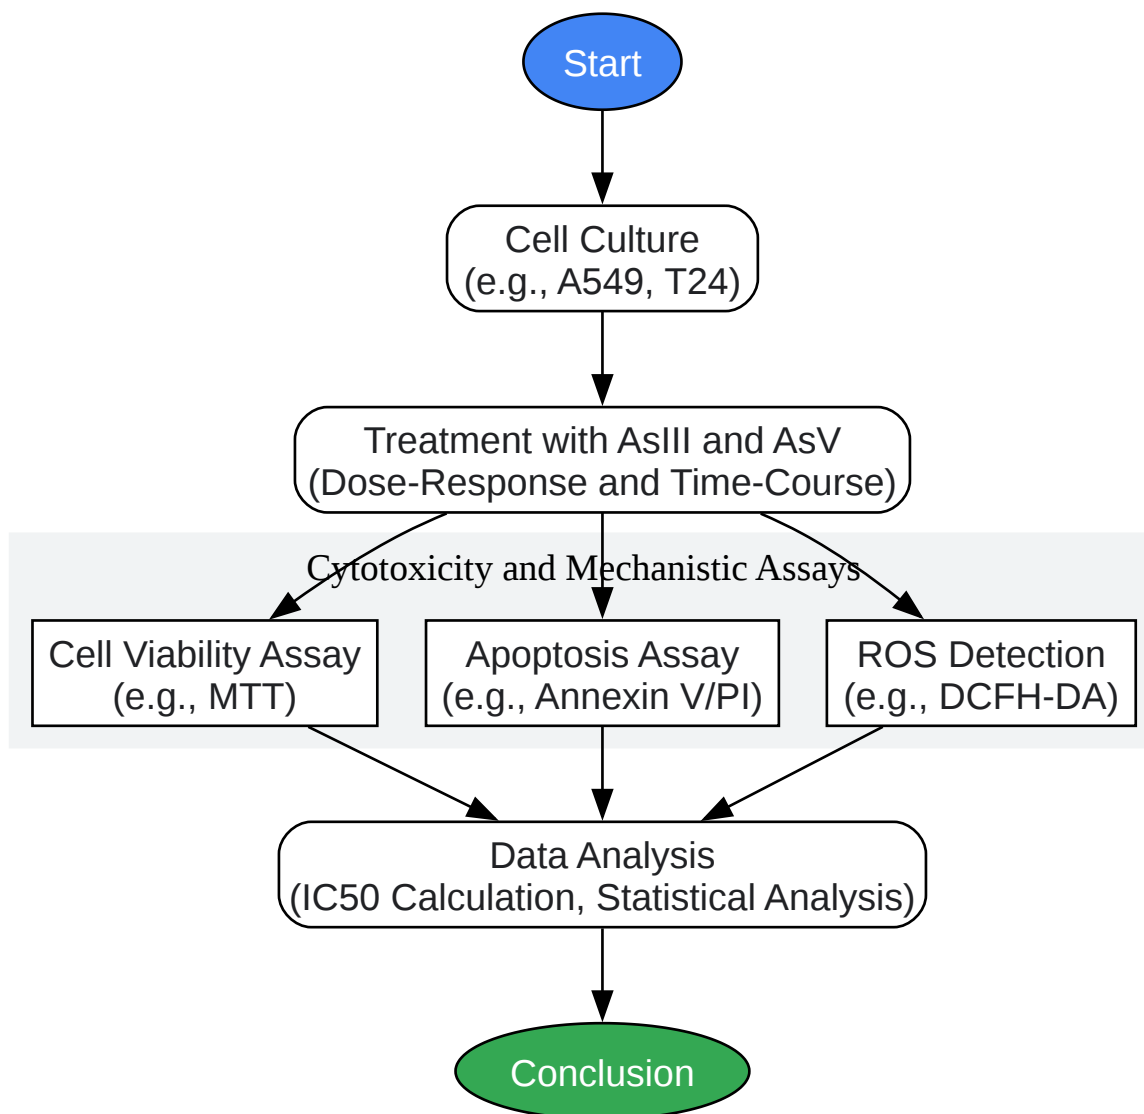 Start
Cell Culture
(e.g., A549, T24)
Treatment with AsIII and AsV
(Dose-Response and Time-Course)
Cytotoxicity and Mechanistic Assays
Cell Viability Assay
(e.g., MTT)
Apoptosis Assay
(e.g., Annexin V/PI)
ROS Detection
(e.g., DCFH-DA)
Data Analysis
(IC50 Calculation, Statistical Analysis)
Conclusion